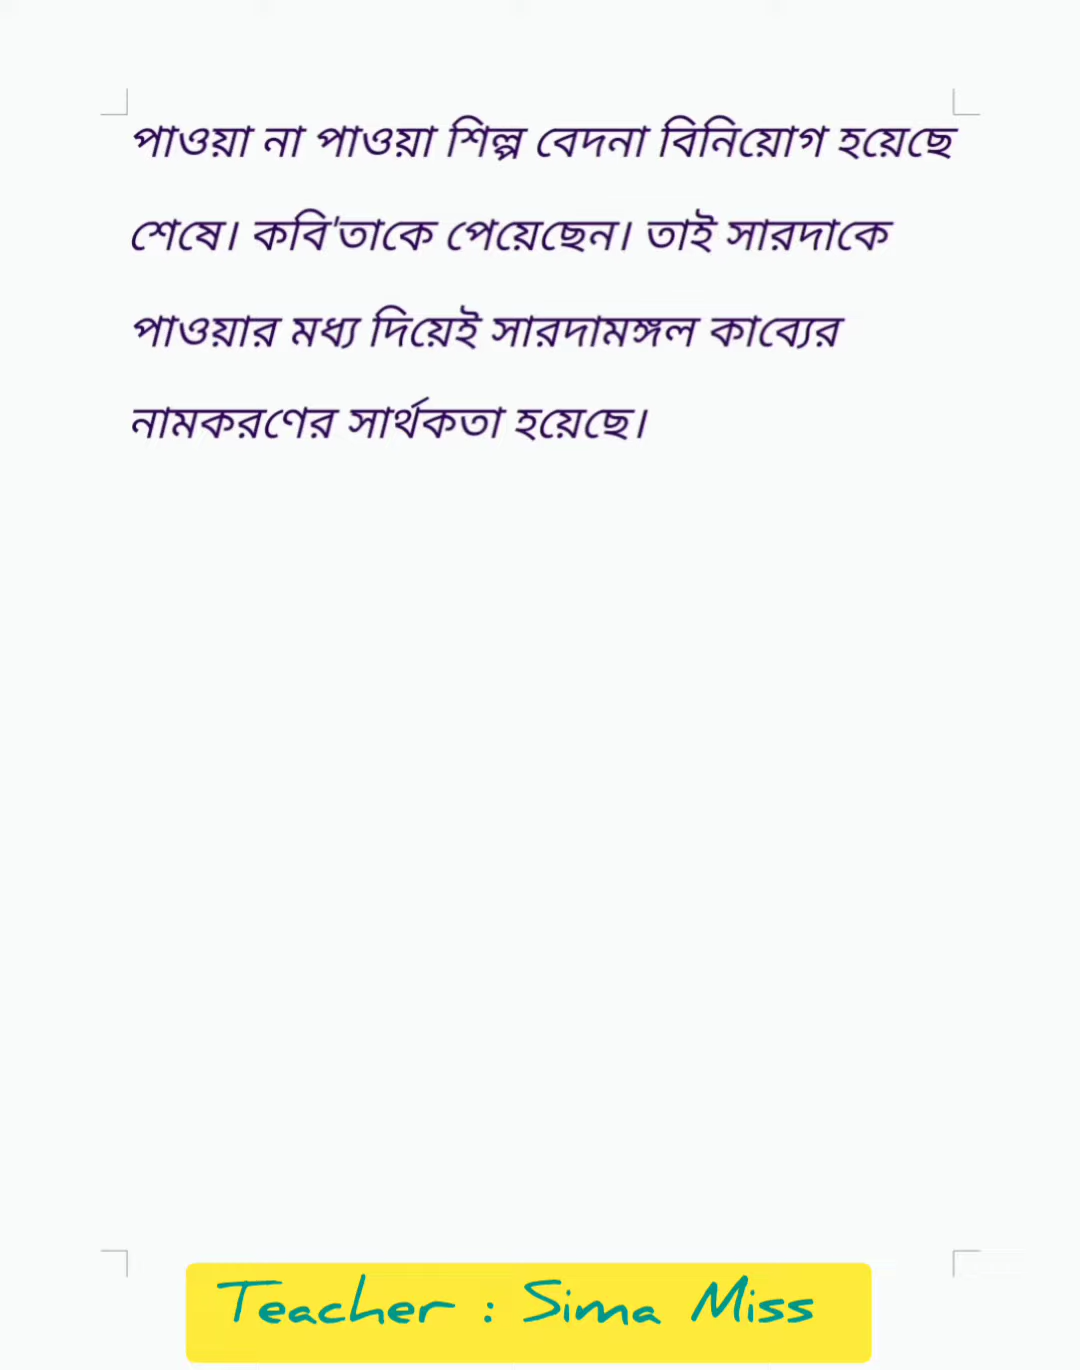 পাওয়া না পাওয়া শিল্প বেদনা বিনিয়োগ হয়েছে
শেষে। কবি'তাকে পেয়েছেন। তাই সারদাকে
পাওয়ার মধ্য দিয়েই সারদামঙ্গল কাব্যের
নামকরণের সার্থকতা হয়েছে।
Teacher : Sima Miss